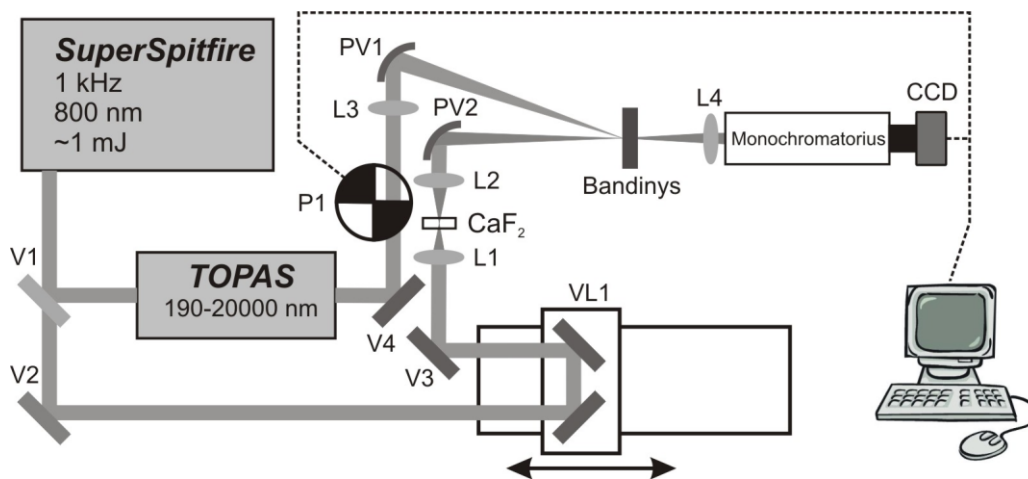 SuperSpitfire
1 kHz
800 nm
~1 mJ
PV1
L3
PV2
L4
CCD
Monochromatorius
Bandinys
P1
L2
CaF₂
L1
V1
TOPAS
190-20000 nm
V4
VL1
V3
V2